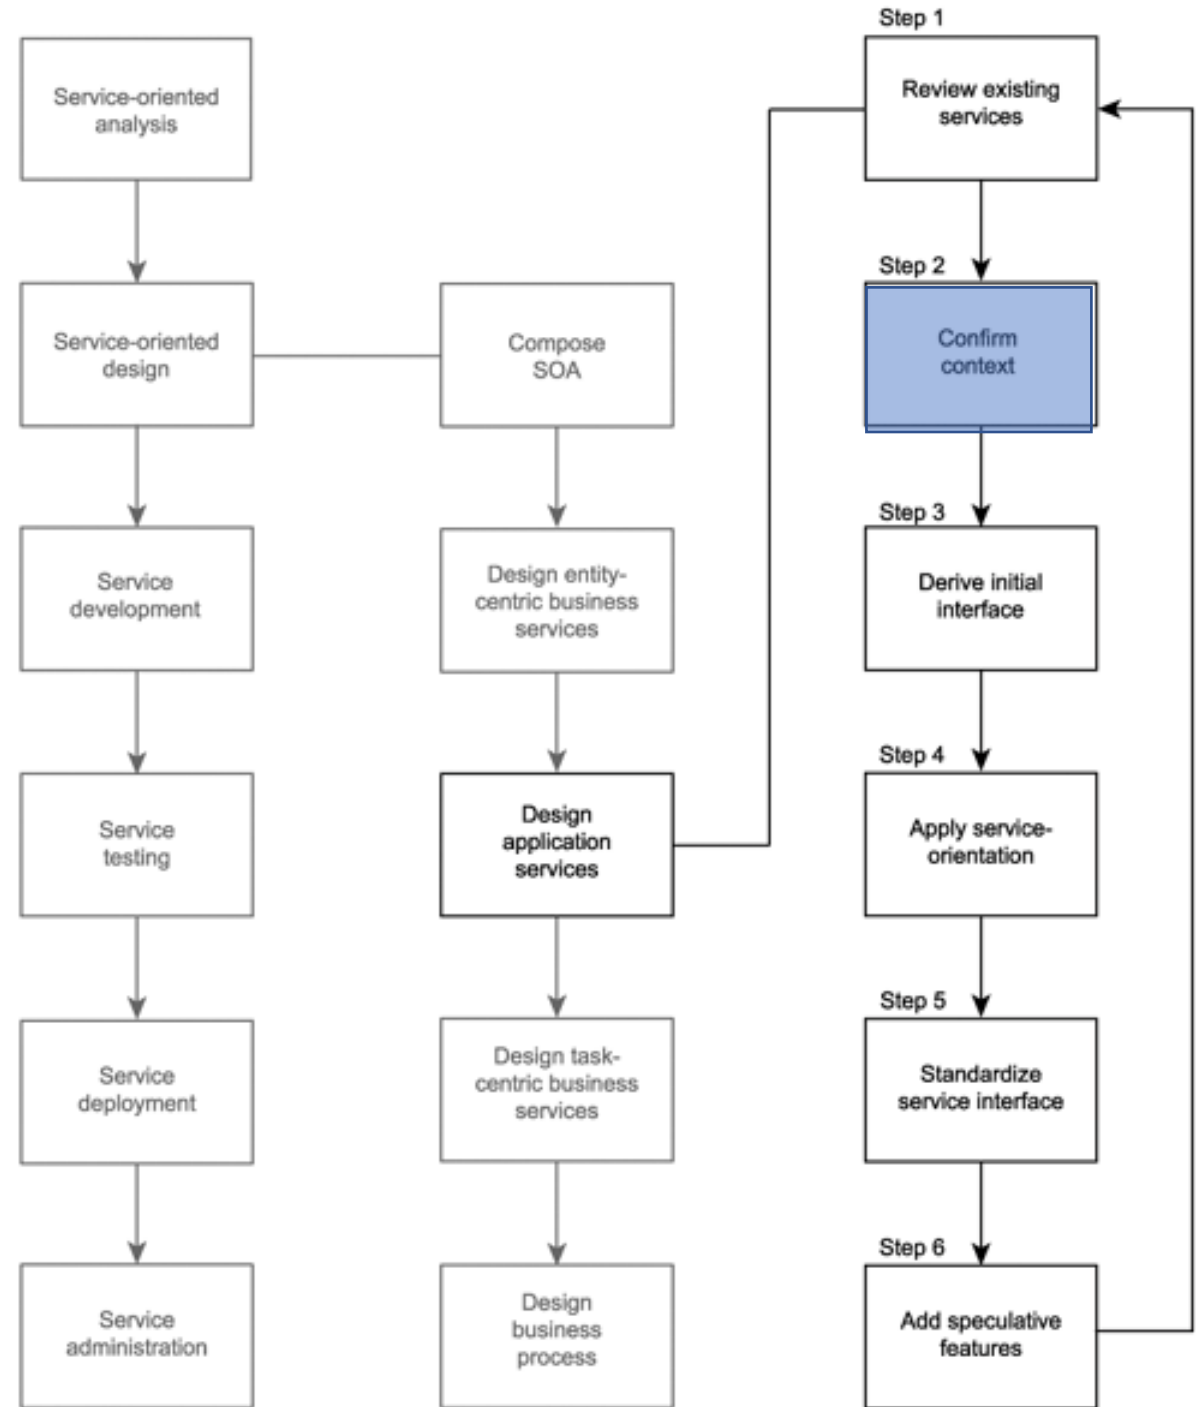 Service-oriented
analysis
Service-oriented
design
Service
development
Service
testing
Service
deployment
Service
administration
Compose
SOA
Design entity-
centric business
services
Design
application
services
Design task-
centric business
services
Design
business
process
Step 1
Review existing
services
Step 2
Confirm
context
Step 3
Derive initial
interface
Step 4
Apply service-
orientation
Step 5
Standardize
service interface
Step 6
Add speculative
features